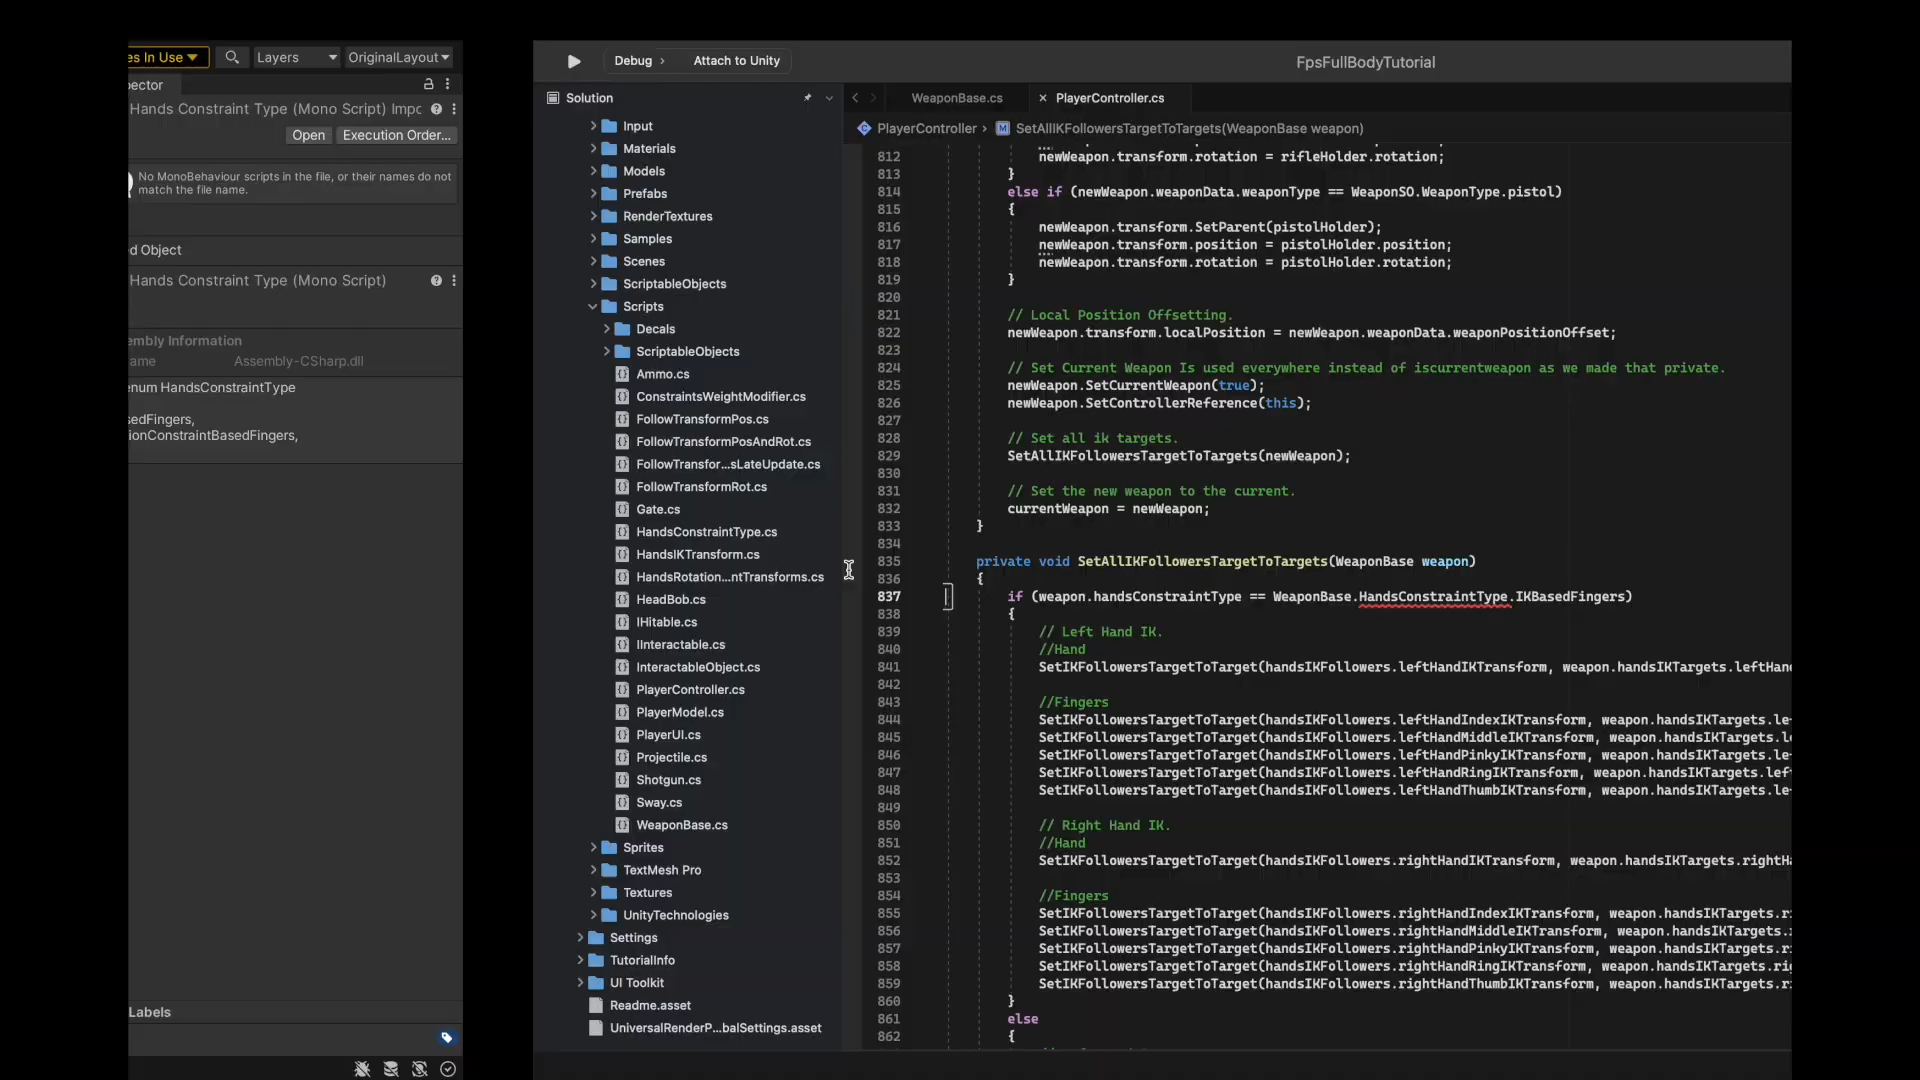 es In Use
Layers
OriginalLayout
pector
Hands Constraint Type (Mono Script) Impc
Open
Execution Order...
No MonoBehaviour scripts in the file, or their names do not
match the file name.
d Object
Hands Constraint Type (Mono Script)
embly Information
ame
Assembly-CSharp.dll
enum HandsConstraintType
sedFingers,
ionConstraintBasedFingers,
Labels
Debug
Attach to Unity
FpsFullBodyTutorial
Solution
Input
Materials
Models
Prefabs
RenderTextures
Samples
Scenes
ScriptableObjects
Scripts
Decals
ScriptableObjects
Ammo.cs
ConstraintsWeightModifier.cs
FollowTransformPos.cs
FollowTransformPosAndRot.cs
FollowTransfor...sLateUpdate.cs
FollowTransformRot.cs
Gate.cs
HandsConstraintType.cs
HandsIKTransform.cs
HandsRotation...ntTransforms.cs
HeadBob.cs
IHitable.cs
IInteractable.cs
InteractableObject.cs
PlayerController.cs
PlayerModel.cs
PlayerUI.cs
Projectile.cs
Shotgun.cs
Sway.cs
WeaponBase.cs
Sprites
TextMesh Pro
Textures
UnityTechnologies
Settings
TutorialInfo
UI Toolkit
Readme.asset
UniversalRenderP...balSettings.asset
WeaponBase.cs
PlayerController.cs
PlayerController › SetAllIKFollowersTargetToTargets(WeaponBase weapon)
812 newWeapon.transform.rotation = rifleHolder.rotation;
813 }
814 else if (newWeapon.weaponData.weaponType == WeaponSO.WeaponType.pistol)
815 {
816 newWeapon.transform.SetParent(pistolHolder);
817 newWeapon.transform.position = pistolHolder.position;
818 newWeapon.transform.rotation = pistolHolder.rotation;
819 }
820
821 // Local Position Offsetting.
822 newWeapon.transform.localPosition = newWeapon.weaponData.weaponPositionOffset;
823
824 // Set Current Weapon Is used everywhere instead of iscurrentweapon as we made that private.
825 newWeapon.SetCurrentWeapon(true);
826 newWeapon.SetControllerReference(this);
827
828 // Set all ik targets.
829 SetAllIKFollowersTargetToTargets(newWeapon);
830
831 // Set the new weapon to the current.
832 currentWeapon = newWeapon;
833 }
834
835 private void SetAllIKFollowersTargetToTargets(WeaponBase weapon)
836 {
837 if (weapon.handsConstraintType == WeaponBase.HandsConstraintType.IKBasedFingers)
838 {
839 // Left Hand IK.
840 //Hand
841 SetIKFollowersTargetToTarget(handsIKFollowers.leftHandIKTransform, weapon.handsIKTargets.leftHan
842
843 //Fingers
844 SetIKFollowersTargetToTarget(handsIKFollowers.leftHandIndexIKTransform, weapon.handsIKTargets.le
845 SetIKFollowersTargetToTarget(handsIKFollowers.leftHandMiddleIKTransform, weapon.handsIKTargets.l
846 SetIKFollowersTargetToTarget(handsIKFollowers.leftHandPinkyIKTransform, weapon.handsIKTargets.le
847 SetIKFollowersTargetToTarget(handsIKFollowers.leftHandRingIKTransform, weapon.handsIKTargets.lef
848 SetIKFollowersTargetToTarget(handsIKFollowers.leftHandThumbIKTransform, weapon.handsIKTargets.le
849
850 // Right Hand IK.
851 //Hand
852 SetIKFollowersTargetToTarget(handsIKFollowers.rightHandIKTransform, weapon.handsIKTargets.rightH
853
854 //Fingers
855 SetIKFollowersTargetToTarget(handsIKFollowers.rightHandIndexIKTransform, weapon.handsIKTargets.ri
856 SetIKFollowersTargetToTarget(handsIKFollowers.rightHandMiddleIKTransform, weapon.handsIKTargets.
857 SetIKFollowersTargetToTarget(handsIKFollowers.rightHandPinkyIKTransform, weapon.handsIKTargets.ri
858 SetIKFollowersTargetToTarget(handsIKFollowers.rightHandRingIKTransform, weapon.handsIKTargets.rig
859 SetIKFollowersTargetToTarget(handsIKFollowers.rightHandThumbIKTransform, weapon.handsIKTargets.ri
860 }
861 else
862 {